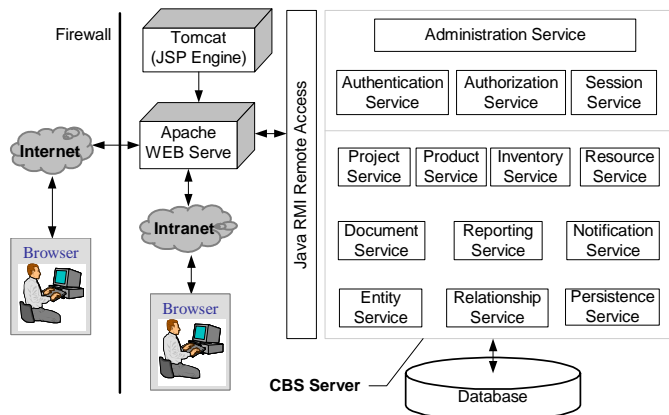 Firewall
Tomcat
(JSP Engine)
Apache
WEB Serve
Internet
Intranet
Browser
Browser
Java RMI Remote Access
Administration Service
Authentication
Service
Authorization
Service
Session
Service
Project
Service
Product
Service
Inventory
Service
Resource
Service
Document
Service
Reporting
Service
Notification
Service
Entity
Service
Relationship
Service
Persistence
Service
CBS Server
Database